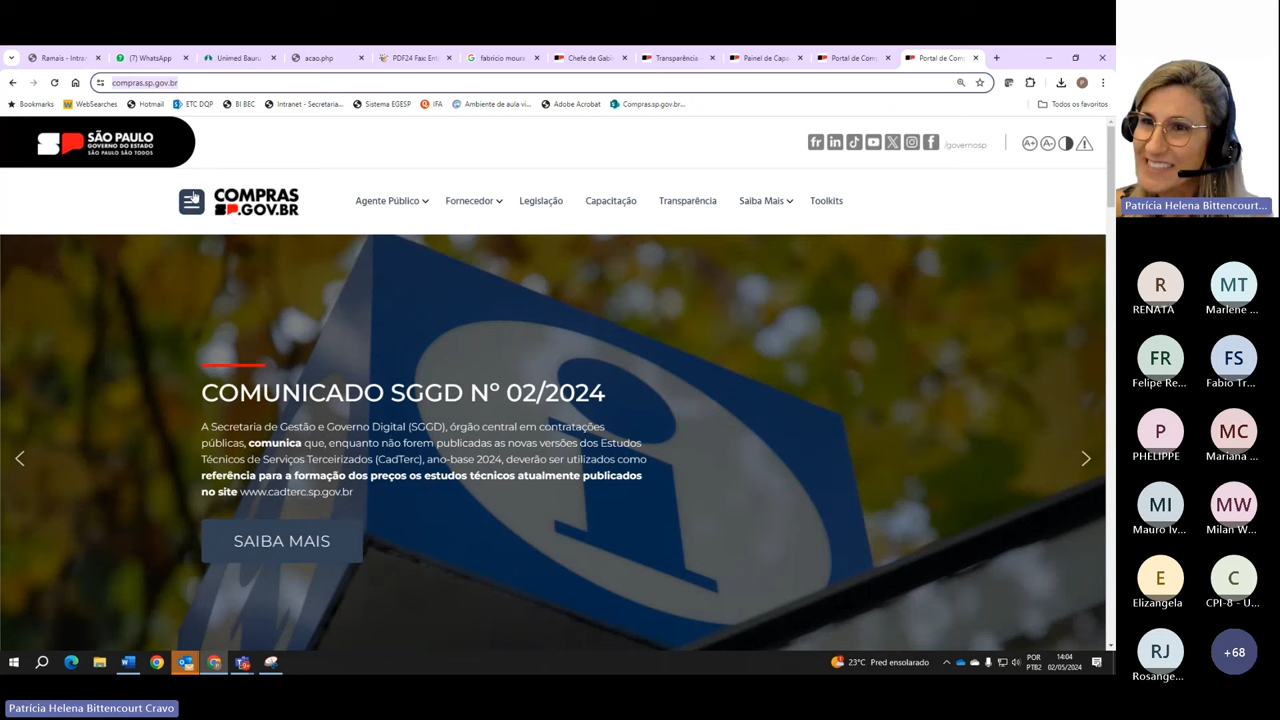 Ramais - Intra
(7) WhatsApp
Unimed Bauru
acao.php
PDF24 Fax: Ent
fabricio moura
Chefe de Gabi
Transparência
Painel de Capa
Portal de Com
Portal de Com
compras.sp.gov.br
P
Bookmarks
WebSearches
Hotmail
ETC DQP
BI BEC
Intranet - Secretaria...
Sistema EGESP
IFA
Ambiente de aula vi...
Adobe Acrobat
Compras.sp.gov.br...
Todos os favoritos
SP SÃO PAULO
GOVERNO DO ESTADO
SÃO PAULO SÃO TODOS
/governosp
A+ A-
COMPRAS
SP.GOV.BR
Agente Público
Fornecedor
Legislação
Capacitação
Transparência
Saiba Mais
Toolkits
COMUNICADO SGGD Nº 02/2024
A Secretaria de Gestão e Governo Digital (SGGD), órgão central em contratações
públicas, comunica que, enquanto não forem publicadas as novas versões dos Estudos
Técnicos de Serviços Terceirizados (CadTerc), ano-base 2024, deverão ser utilizados como
referência para a formação dos preços os estudos técnicos atualmente publicados
no site www.cadterc.sp.gov.br
SAIBA MAIS
23°C Pred ensolarado
POR
PTB2
14:04
02/05/2024
Patrícia Helena Bittencourt Cravo
Patrícia Helena Bittencourt...
R
RENATA
MT
Marlene ...
FR
Felipe Re...
FS
Fabio Tr...
P
PHELIPPE
MC
Mariana ...
MI
Mauro Iv...
MW
Milan W...
E
Elizangela
C
CPI-8 - U...
RJ
Rosange...
+68